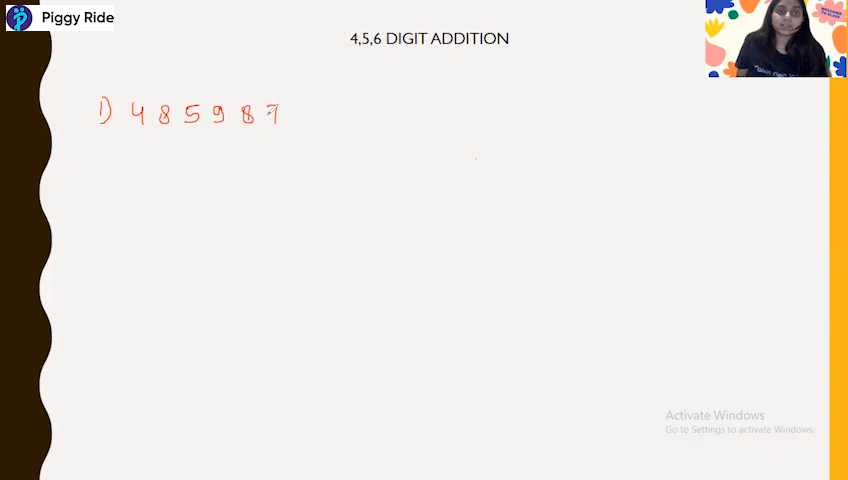 Piggy Ride
4,5,6 DIGIT ADDITION
1) 4 8 5 9 8 7
Activate Windows
Go to Settings to activate Windows.